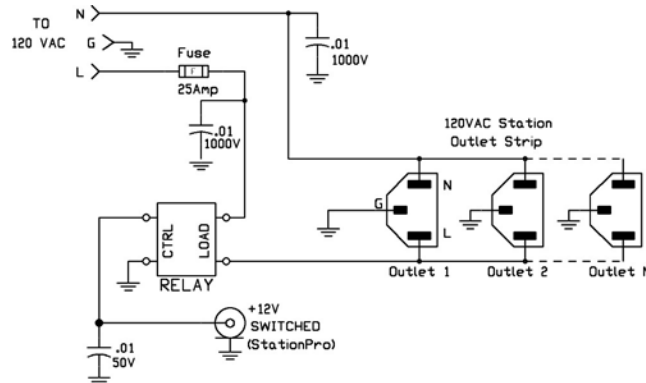 TO
120 VAC
N
G
L
Fuse
25Amp
.01
1000V
.01
1000V
120VAC Station
Outlet Strip
N
G
L
Outlet 1
Outlet 2
Outlet N
CTRL
LOAD
RELAY
+12V
SWITCHED
(StationPro)
.01
50V